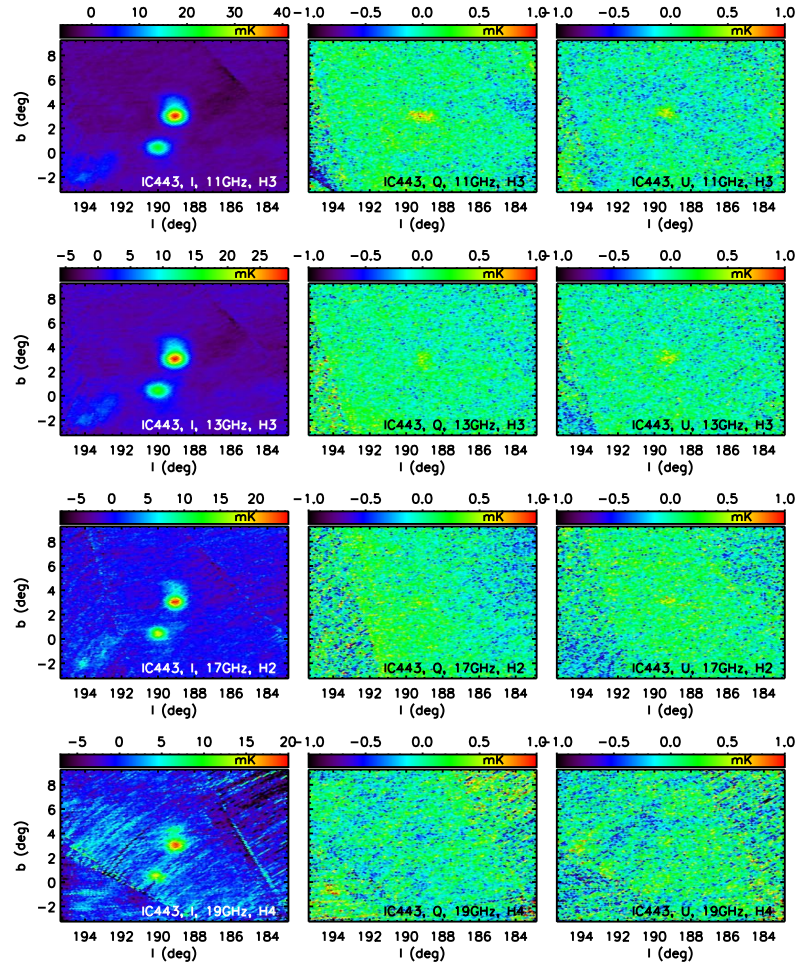 0 10 20 30 40 -1.0 -0.5 0.0 0.5 1.0 -1.0 -0.5 0.0 0.5 1.0
mK mK mK
8
6
4
2
0
-2
b (deg)
IC443, I, 11GHz, H3 IC443, Q, 11GHz, H3 IC443, U, 11GHz, H3
194 192 190 188 186 184 194 192 190 188 186 184 194 192 190 188 186 184
l (deg) l (deg) l (deg)
-5 0 5 10 15 20 25 -1.0 -0.5 0.0 0.5 1.0 -1.0 -0.5 0.0 0.5 1.0
mK mK mK
8
6
4
2
0
-2
b (deg)
IC443, I, 13GHz, H3 IC443, Q, 13GHz, H3 IC443, U, 13GHz, H3
194 192 190 188 186 184 194 192 190 188 186 184 194 192 190 188 186 184
l (deg) l (deg) l (deg)
-5 0 5 10 15 20 -1.0 -0.5 0.0 0.5 1.0 -1.0 -0.5 0.0 0.5 1.0
mK mK mK
8
6
4
2
0
-2
b (deg)
IC443, I, 17GHz, H2 IC443, Q, 17GHz, H2 IC443, U, 17GHz, H2
194 192 190 188 186 184 194 192 190 188 186 184 194 192 190 188 186 184
l (deg) l (deg) l (deg)
-5 0 5 10 15 20 -1.0 -0.5 0.0 0.5 1.0 -1.0 -0.5 0.0 0.5 1.0
mK mK mK
8
6
4
2
0
-2
b (deg)
IC443, I, 19GHz, H4 IC443, Q, 19GHz, H4 IC443, U, 19GHz, H4
194 192 190 188 186 184 194 192 190 188 186 184 194 192 190 188 186 184
l (deg) l (deg) l (deg)